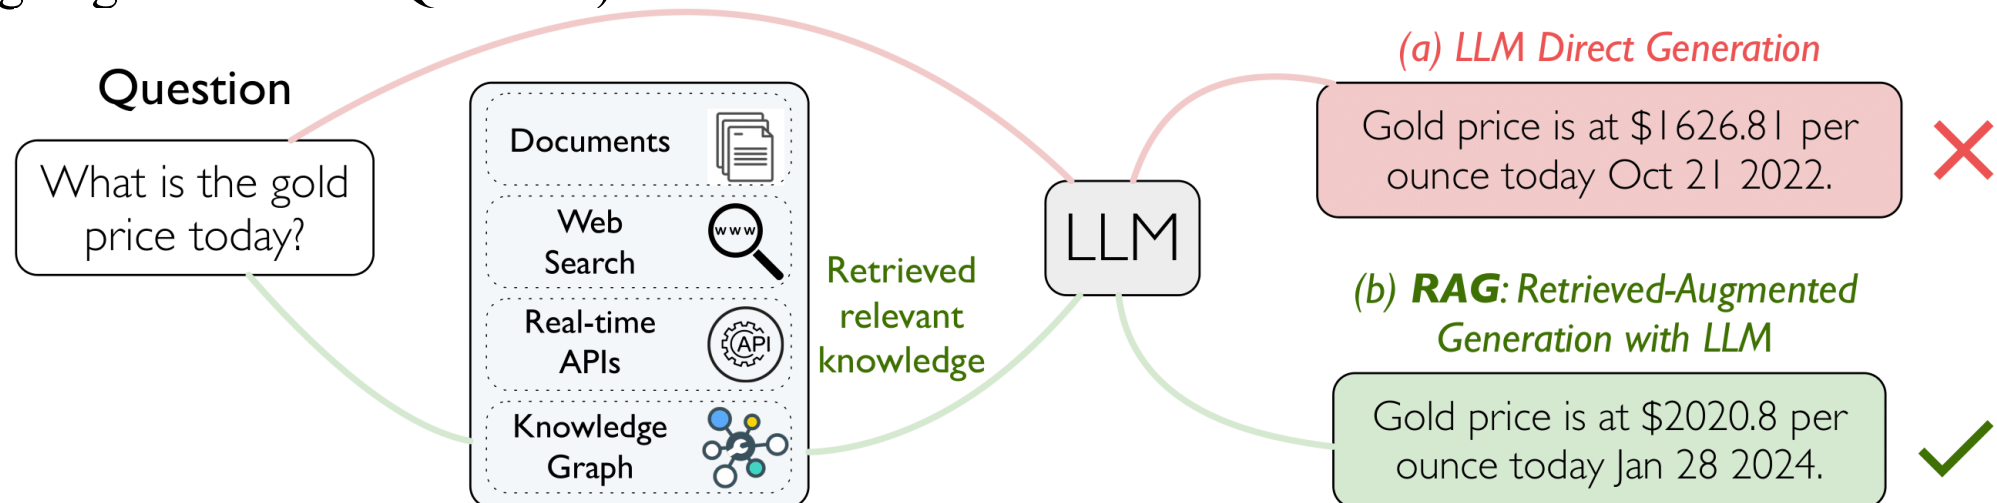 Question
What is the gold
price today?
Documents
Web
Search
www
Real-time
APIs
API
Knowledge
Graph
Retrieved
relevant
knowledge
LLM
(a) LLM Direct Generation
Gold price is at $1626.81 per
ounce today Oct 21 2022.
(b) RAG: Retrieved-Augmented
Generation with LLM
Gold price is at $2020.8 per
ounce today Jan 28 2024.